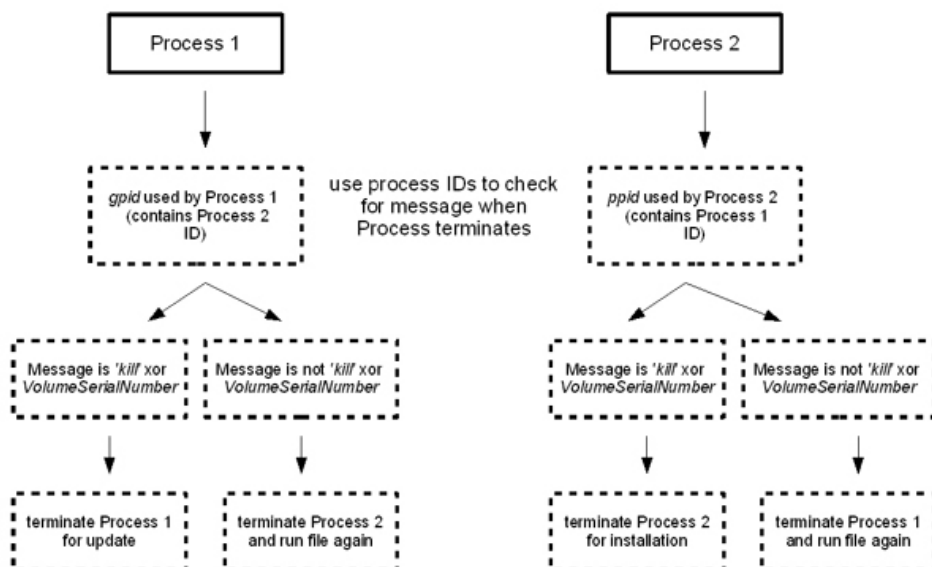 Process 1
Process 2
gpid used by Process 1
(contains Process 2
ID)
use process IDs to check
for message when
Process terminates
ppid used by Process 2
(contains Process 1
ID)
Message is 'kill' xor
VolumeSerialNumber
Message is not 'kill' xor
VolumeSerialNumber
Message is 'kill' xor
VolumeSerialNumber
Message is not 'kill' xor
VolumeSerialNumber
terminate Process 1
for update
terminate Process 2
and run file again
terminate Process 2
for installation
terminate Process 1
and run file again